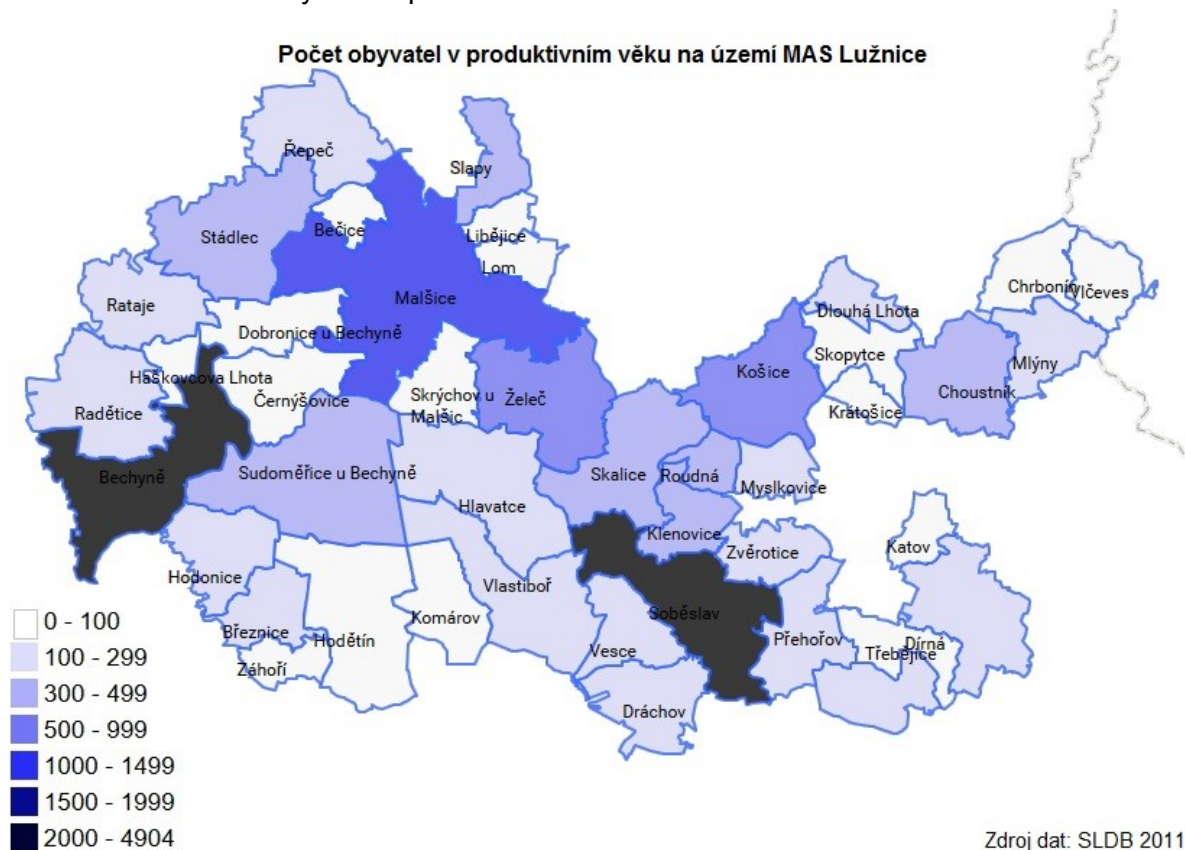 Počet obyvatel v produktivním věku na území MAS Lužnice
Řepeč
Slapy
Bečice
Stádlec
Libějice
Lom
Malšice
Chrbonín
Vlčeves
Rataje
Dlouhá Lhota
Dobronice u Bechyně
Skopytce
Mlýny
Košice
Haškovcova Lhota
Choustník
Černýšovice
Skrýchov u
Malšic
Želeč
Radětice
Krátošice
Bechyně
Sudoměřice u Bechyně
Skalice
Roudná
Myslkovice
Hlavatce
Klenovice
Zvěrotice
Katov
Hodonice
Vlastiboř
Komárov
Soběslav
Březnice
Hodětín
Přehořov
Dírná
Třebějice
Vesce
Záhoří
Dráchov
0 - 100
100 - 299
300 - 499
500 - 999
1000 - 1499
1500 - 1999
2000 - 4904
Zdroj dat: SLDB 2011